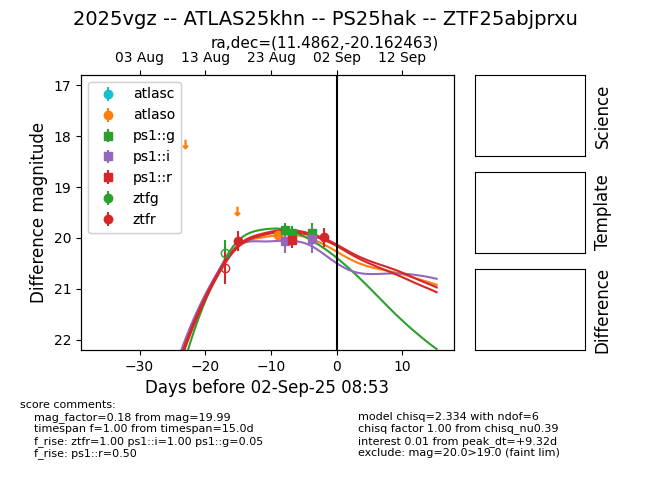 2025vgz -- ATLAS25khn -- PS25hak -- ZTF25abjprxu
ra,dec=(11.4862,-20.162463)
03 Aug 13 Aug 23 Aug 02 Sep 12 Sep
atlasc
atlaso
ps1::g
ps1::i
ps1::r
ztfg
ztfr
17
18
19
20
21
22
Difference magnitude
−30 −20 −10 0 10
Days before 02-Sep-25 08:53
Science
Template
Difference
score comments:
mag_factor=0.18 from mag=19.99
timespan f=1.00 from timespan=15.0d
f_rise: ztfr=1.00 ps1::i=1.00 ps1::g=0.05
f_rise: ps1::r=0.50
model chisq=2.334 with ndof=6
chisq factor 1.00 from chisq_nu0.39
interest 0.01 from peak_dt=+9.32d
exclude: mag=20.0>19.0 (faint lim)